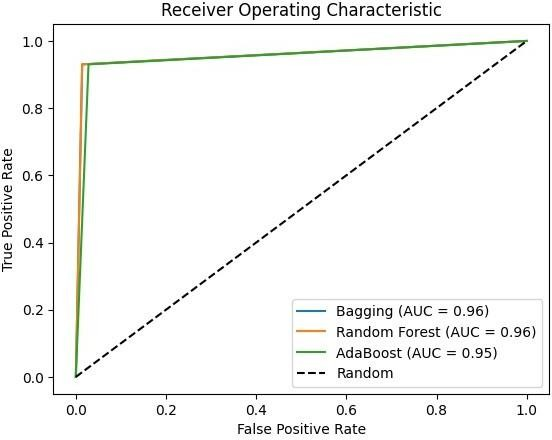 Receiver Operating Characteristic
True Positive Rate
1.0
0.8
0.6
0.4
0.2
0.0
Bagging (AUC = 0.96)
Random Forest (AUC = 0.96)
AdaBoost (AUC = 0.95)
Random
0.0 0.2 0.4 0.6 0.8 1.0
False Positive Rate